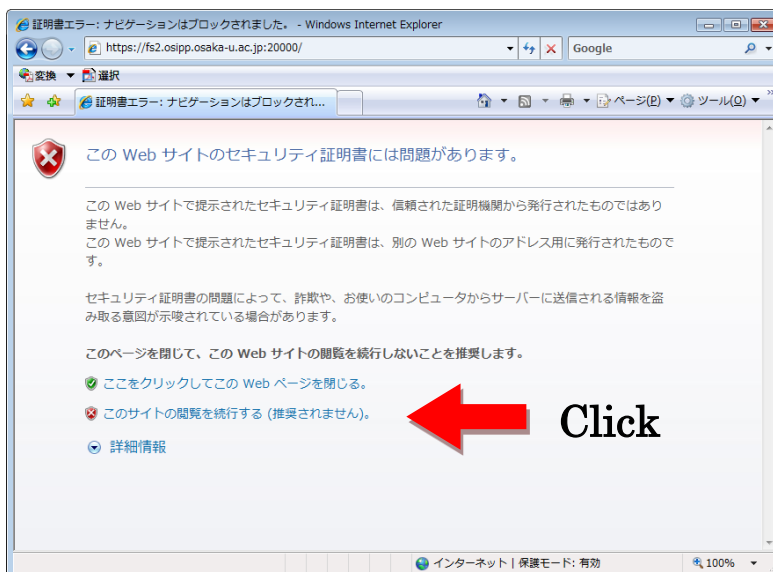 証明書エラー: ナビゲーションはブロックされました。 - Windows Internet Explorer
https://fs2.osipp.osaka-u.ac.jp:20000/
Google
変換 選択
証明書エラー: ナビゲーションはブロックされ...
ページ(P) ツール(O)
この Web サイトのセキュリティ証明書には問題があります。
この Web サイトで提示されたセキュリティ証明書は、信頼された証明機関から発行されたものではあり
ません。
この Web サイトで提示されたセキュリティ証明書は、別の Web サイトのアドレス用に発行されたもので
す。
セキュリティ証明書の問題によって、詐欺や、お使いのコンピュータからサーバーに送信される情報を盗
み取る意図が示唆されている場合があります。
このページを閉じて、この Web サイトの閲覧を続行しないことを推奨します。
ここをクリックしてこの Web ページを閉じる。
このサイトの閲覧を続行する (推奨されません)。
Click
詳細情報
インターネット | 保護モード: 有効
100%